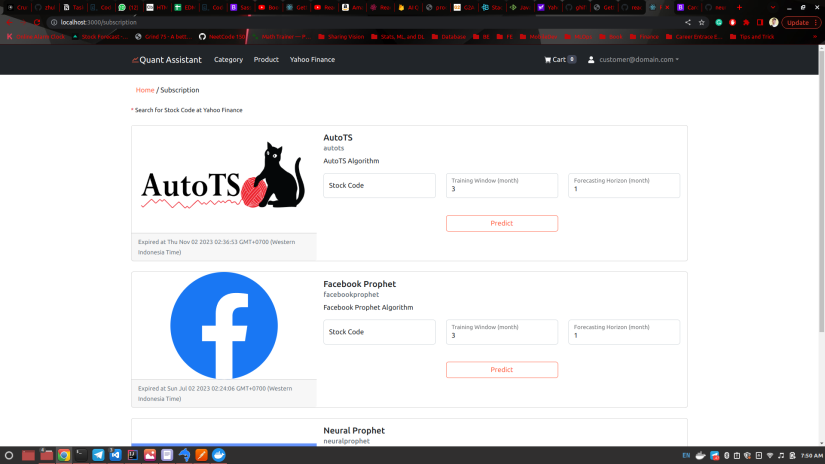 localhost:3000/subscription
Update
Quant Assistant Category Product Yahoo Finance Cart 0 customer@domain.com
Home / Subscription
* Search for Stock Code at Yahoo Finance
AutoTS
AutoTS
autots
AutoTS Algorithm
Stock Code
Training Window (month)
3
Forecasting Horizon (month)
1
Predict
Expired at Thu Nov 02 2023 02:36:53 GMT+0700 (Western
Indonesia Time)
Facebook Prophet
facebookprophet
Facebook Prophet Algorithm
Stock Code
Training Window (month)
3
Forecasting Horizon (month)
1
Predict
Expired at Sun Jul 02 2023 02:24:06 GMT+0700 (Western
Indonesia Time)
Neural Prophet
neuralprophet
EN 7:50 AM